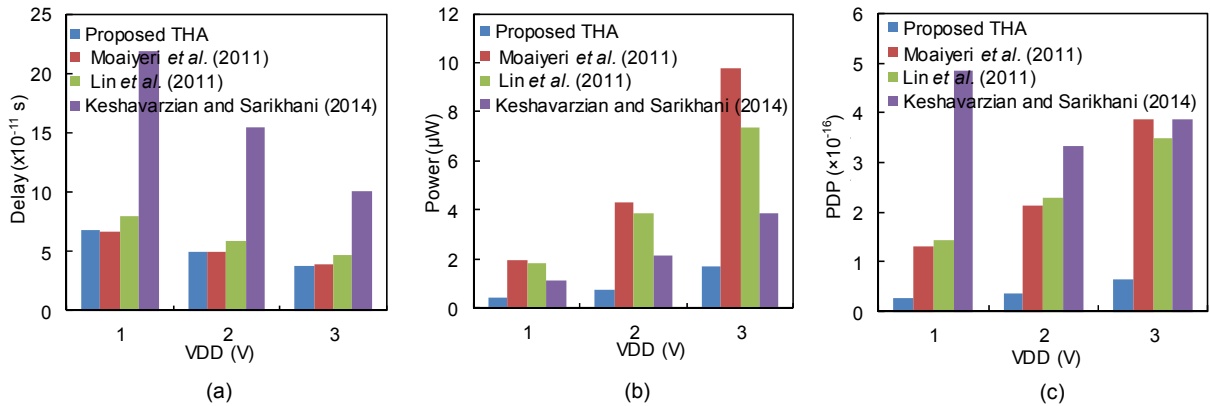 25
20
15
10
5
0
Delay (x10⁻¹¹ s)
Proposed THA
Moaiyeri et al. (2011)
Lin et al. (2011)
Keshavarzian and Sarikhani (2014)
1 2 3
VDD (V)
(a)
12
10
8
6
4
2
0
Power (µW)
Proposed THA
Moaiyeri et al. (2011)
Lin et al. (2011)
Keshavarzian and Sarikhani (2014)
1 2 3
VDD (V)
(b)
6
5
4
3
2
1
0
PDP (×10⁻¹⁶)
Proposed THA
Moaiyeri et al. (2011)
Lin et al. (2011)
Keshavarzian and Sarikhani (2014)
1 2 3
VDD (V)
(c)